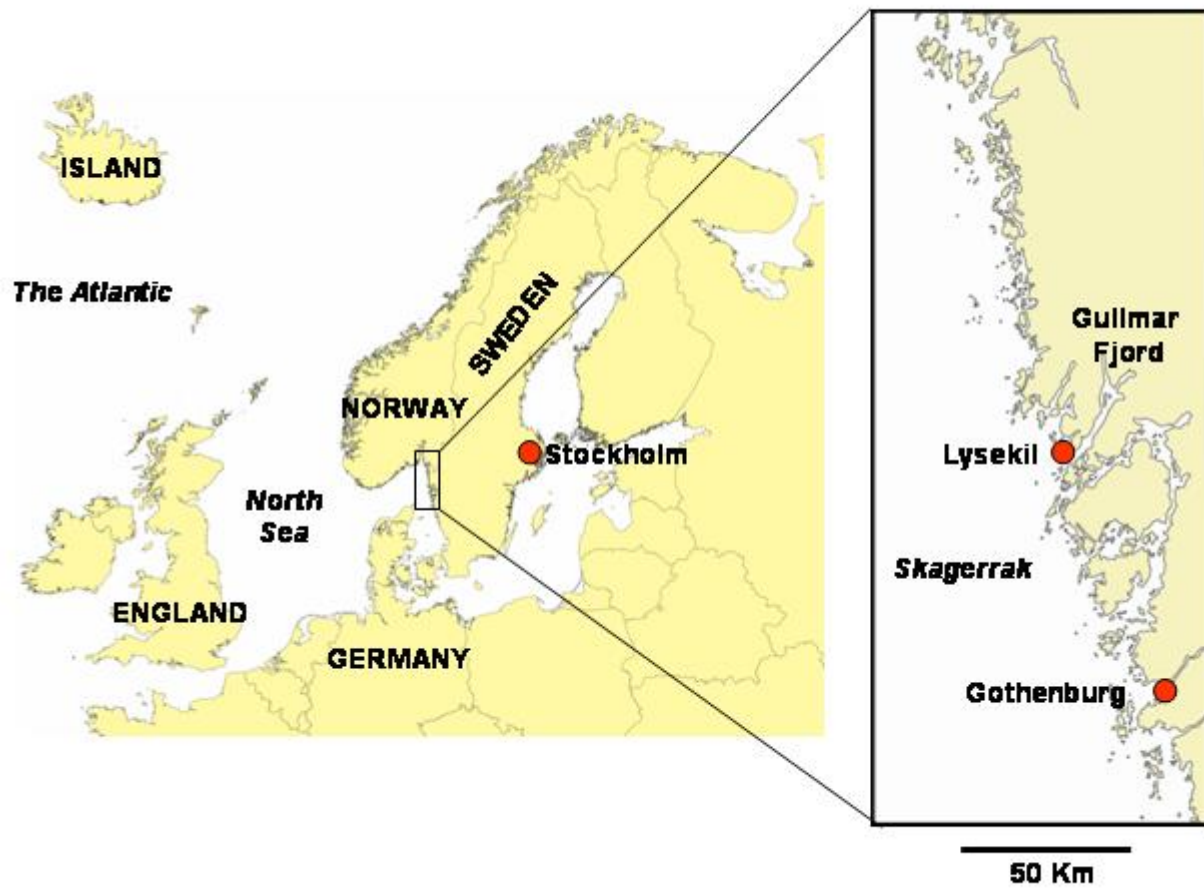 ISLAND
The Atlantic
SWEDEN
NORWAY
Stockholm
North
Sea
ENGLAND
GERMANY
Gullmar
Fjord
Lysekil
Skagerrak
Gothenburg
50 Km